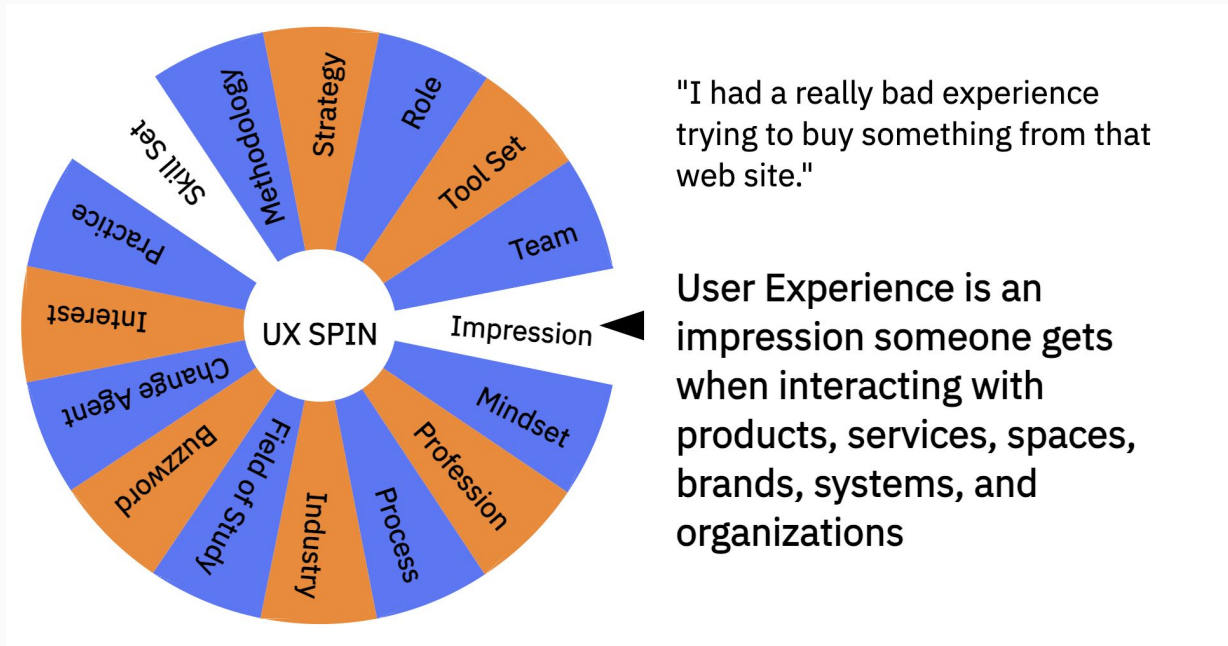 Methodology
Strategy
Role
Tool Set
Team
Impression
Mindset
Profession
Process
Industry
Field of Study
Buzzword
Change Agent
Interest
Practice
Skill Set
UX SPIN
"I had a really bad experience
trying to buy something from that
web site."
User Experience is an
impression someone gets
when interacting with
products, services, spaces,
brands, systems, and
organizations